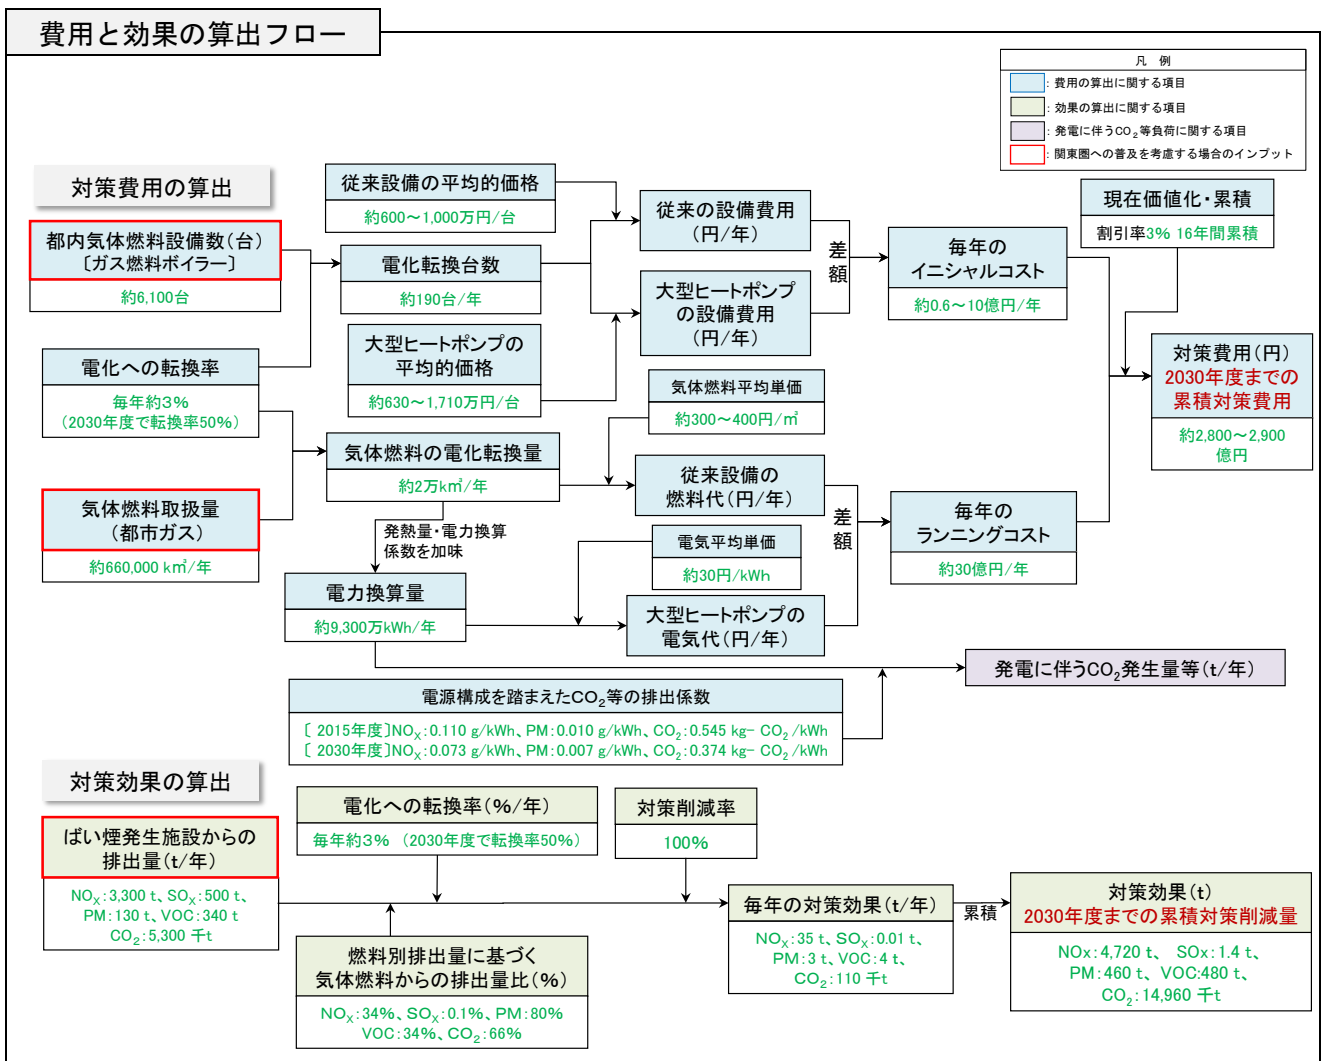 費用と効果の算出フロー
凡　例
：費用の算出に関する項目
：効果の算出に関する項目
：発電に伴うCO2等負荷に関する項目
：関東圏への普及を考慮する場合のインプット
対策費用の算出
都内気体燃料設備数（台）
〔ガス燃料ボイラー〕
約6,100台
電化への転換率
毎年約３％
（2030年度で転換率50％）
気体燃料取扱量
（都市ガス）
約660,000 k㎥/年
従来設備の平均的価格
約600～1,000万円/台
電化転換台数
約190台/年
大型ヒートポンプの
平均的価格
約630～1,710万円/台
気体燃料の電化転換量
約2万k㎥/年
発熱量・電力換算
係数を加味
電力換算量
約9,300万kWh/年
従来の設備費用
（円/年）
大型ヒートポンプ
の設備費用
（円/年）
気体燃料平均単価
約300～400円/㎥
従来設備の
燃料代（円/年）
電気平均単価
約30円/kWh
大型ヒートポンプの
電気代（円/年）
差額
毎年の
イニシャルコスト
約0.6～10億円/年
差額
毎年の
ランニングコスト
約30億円/年
現在価値化・累積
割引率3％ 16年間累積
対策費用（円）
2030年度までの
累積対策費用
約2,800～2,900
億円
発電に伴うCO2発生量等（t/年）
電源構成を踏まえたCO2等の排出係数
〔 2015年度〕NOX：0.110 g/kWh、PM：0.010 g/kWh、CO2：0.545 kg- CO2 /kWh
〔 2030年度〕NOX：0.073 g/kWh、PM：0.007 g/kWh、CO2：0.374 kg- CO2 /kWh
対策効果の算出
ばい煙発生施設からの
排出量（t/年）
NOX：3,300 t、SOX：500 t、
PM：130 t、VOC：340 t
CO2：5,300 千t
電化への転換率（％/年）
毎年約３％ （2030年度で転換率50％）
燃料別排出量に基づく
気体燃料からの排出量比（％）
NOX：34%、SOX：0.1%、PM：80%
VOC：34%、CO2：66%
対策削減率
100%
毎年の対策効果（t/年）
NOX：35 t、SOX：0.01 t、
PM：3 t、VOC：4 t、
CO2：110 千t
累積
対策効果（t）
2030年度までの累積対策削減量
NOx：4,720 t、 SOx：1.4 t、
PM：460 t、 VOC:480 t、
CO2：14,960 千t